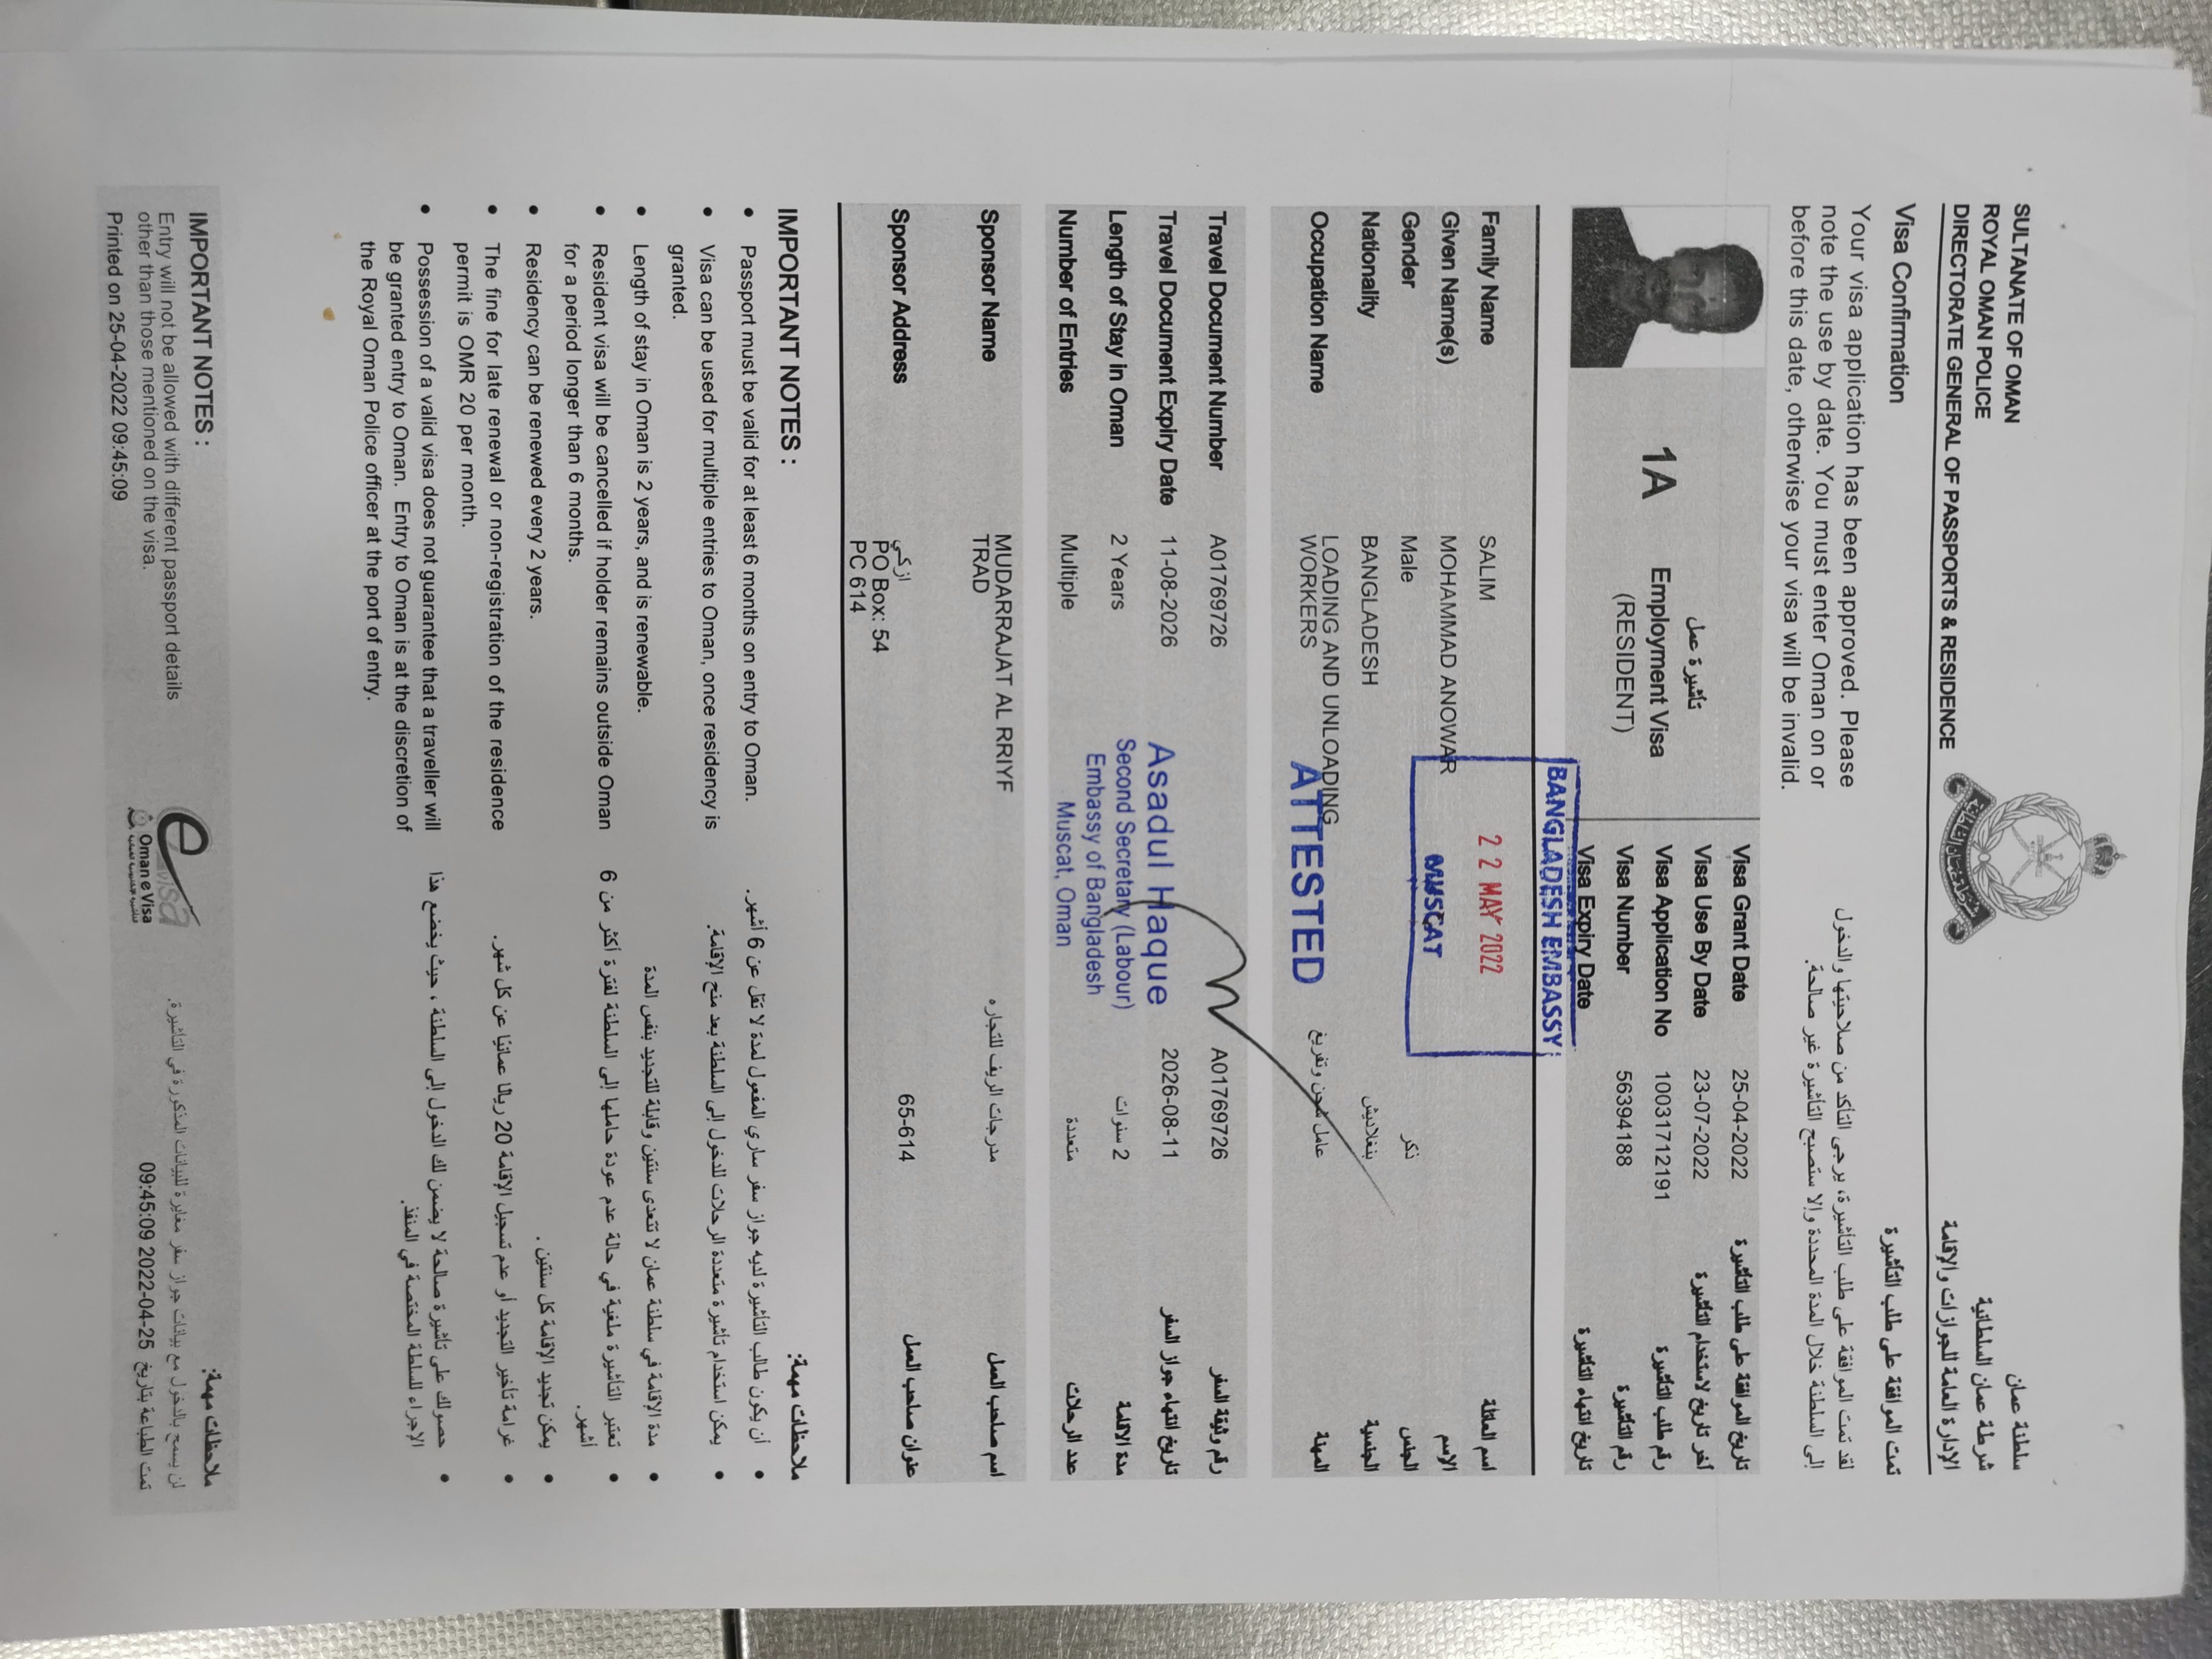 SULTANATE OF OMAN
ROYAL OMAN POLICE
DIRECTORATE GENERAL OF PASSPORTS & RESIDENCE
سلطنة عمان
شرطة عمان السلطانية
الإدارة العامة للجوازات والإقامة
شرطة عمان السلطانية
Visa Confirmation
تمت الموافقة على طلب التأشيرة
Your visa application has been approved. Please
note the use by date. You must enter Oman on or
before this date, otherwise your visa will be invalid.
لقد تمت الموافقة على طلب التأشيرة، يرجى التأكد من صلاحيتها والدخول
إلى السلطنة خلال المدة المحددة وإلا ستصبح التأشيرة غير صالحة.
1A
تأشيرة عمل
Employment Visa
(RESIDENT)
Visa Grant Date 25-04-2022 تاريخ الموافقة على طلب التأشيرة
Visa Use By Date 23-07-2022 أخر تاريخ لاستخدام التأشيرة
Visa Application No 10031712191 رقم طلب التأشيرة
Visa Number 56394188 رقم التأشيرة
Visa Expiry Date تاريخ انتهاء التأشيرة
BANGLADESH EMBASSY
22 MAY 2022
MUSCAT
Family Name SALIM اسم العائلة
Given Name(s) MOHAMMAD ANOWAR الإسم
Gender Male ذكر الجنس
Nationality BANGLADESH بنغلاديش الجنسية
Occupation Name LOADING AND UNLOADING
WORKERS عامل شحن وتفريغ المهنة
ATTESTED
Travel Document Number A01769726 A01769726 رقم وثيقة السفر
Travel Document Expiry Date 11-08-2026 2026-08-11 تاريخ انتهاء جواز السفر
Length of Stay in Oman 2 Years 2 سنوات مدة الاقامة
Number of Entries Multiple متعددة عدد الرحلات
Asadul Haque
Second Secretary (Labour)
Embassy of Bangladesh
Muscat, Oman
Sponsor Name MUDARRAJAT AL RRIYF
TRAD مدرجات الريف للتجاره اسم صاحب العمل
Sponsor Address ازكي 65-614 عنوان صاحب العمل
PO Box: 54
PC 614
IMPORTANT NOTES :
• Passport must be valid for at least 6 months on entry to Oman.
• Visa can be used for multiple entries to Oman, once residency is
granted.
• Length of stay in Oman is 2 years, and is renewable.
• Resident visa will be cancelled if holder remains outside Oman
for a period longer than 6 months.
• Residency can be renewed every 2 years.
• The fine for late renewal or non-registration of the residence
permit is OMR 20 per month.
• Possession of a valid visa does not guarantee that a traveller will
be granted entry to Oman. Entry to Oman is at the discretion of
the Royal Oman Police officer at the port of entry.
ملاحظات مهمة:
• أن يكون طالب التأشيرة لديه جواز سفر ساري المفعول لمدة لا تقل عن 6 أشهر.
• يمكن استخدام تأشيرة متعددة الرحلات للدخول إلى السلطنة بعد منح الإقامة.
• مدة الإقامة في سلطنة عمان لا تتعدى سنتين وقابلة للتجديد بنفس المدة
• تعتبر التأشيرة ملغية في حالة عدم عودة حاملها إلى السلطنة لفترة أكثر من 6
أشهر.
• يمكن تجديد الإقامة كل سنتين .
• غرامة تأخير التجديد أو عدم تسجيل الإقامة 20 ريالا عمانيًا عن كل شهر.
• حصولك على تأشيرة صالحة لا يضمن لك الدخول إلى السلطنة ، حيث يخضع هذا
الإجراء للسلطة المختصة في المنفذ.
IMPORTANT NOTES :
Entry will not be allowed with different passport details
other than those mentioned on the visa.
Printed on 25-04-2022 09:45:09
e visa
Oman e Visa
التأشيرة الإلكترونية العمانية
ملاحظات مهمة:
لن يسمح بالدخول مع بيانات جواز سفر مغايرة للبيانات المذكورة في التأشيرة.
تمت الطباعة بتاريخ 25-04-2022 09:45:09